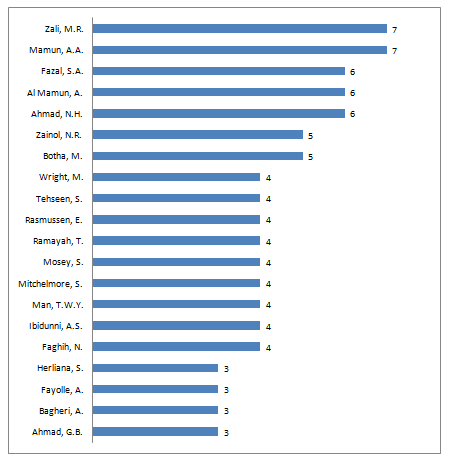 Zali, M.R. 7
Mamun, A.A. 7
Fazal, S.A. 6
Al Mamun, A. 6
Ahmad, N.H. 6
Zainol, N.R. 5
Botha, M. 5
Wright, M. 4
Tehseen, S. 4
Rasmussen, E. 4
Ramayah, T. 4
Mosey, S. 4
Mitchelmore, S. 4
Man, T.W.Y. 4
Ibidunni, A.S. 4
Faghih, N. 4
Herliana, S. 3
Fayolle, A. 3
Bagheri, A. 3
Ahmad, G.B. 3